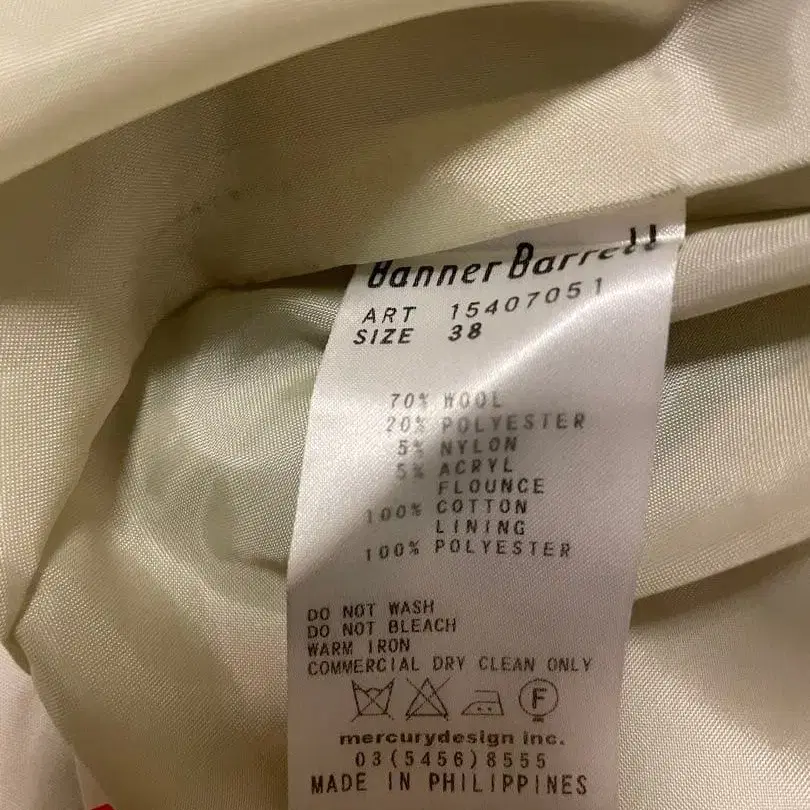 Banner Barrett
ART 15407051
SIZE 38
70% WOOL
20% POLYESTER
5% NYLON
5% ACRYL
FLOUNCE
100% COTTON
LINING
100% POLYESTER
DO NOT WASH
DO NOT BLEACH
WARM IRON
COMMERCIAL DRY CLEAN ONLY
F
mercurydesign inc.
03(5456)8555
MADE IN PHILIPPINES